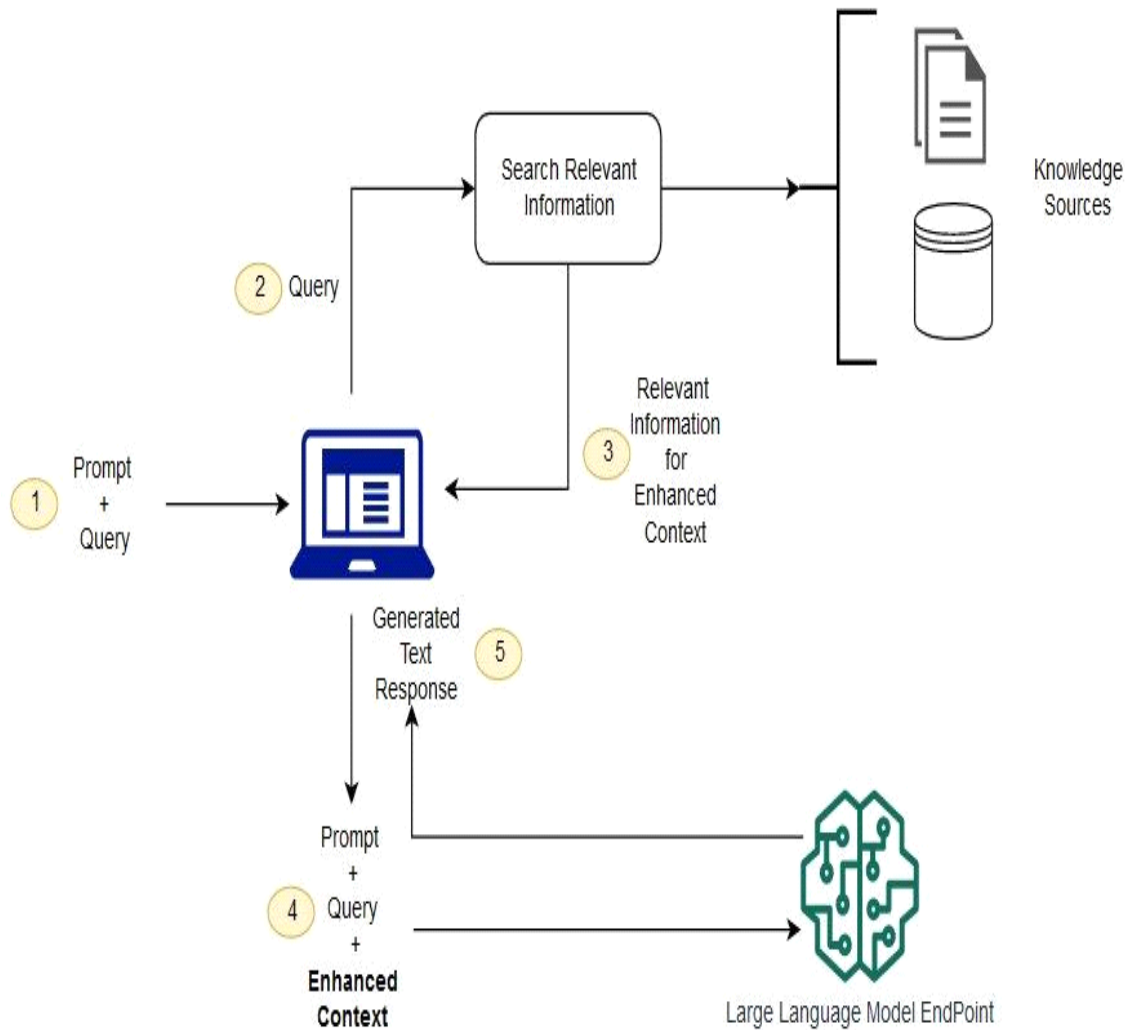 Search Relevant
Information
Knowledge
Sources
2 Query
Relevant
Information
for
Enhanced
Context
3
1
Prompt
+
Query
Generated
Text
Response
5
Prompt
+
Query
+
Enhanced
Context
4
Large Language Model EndPoint